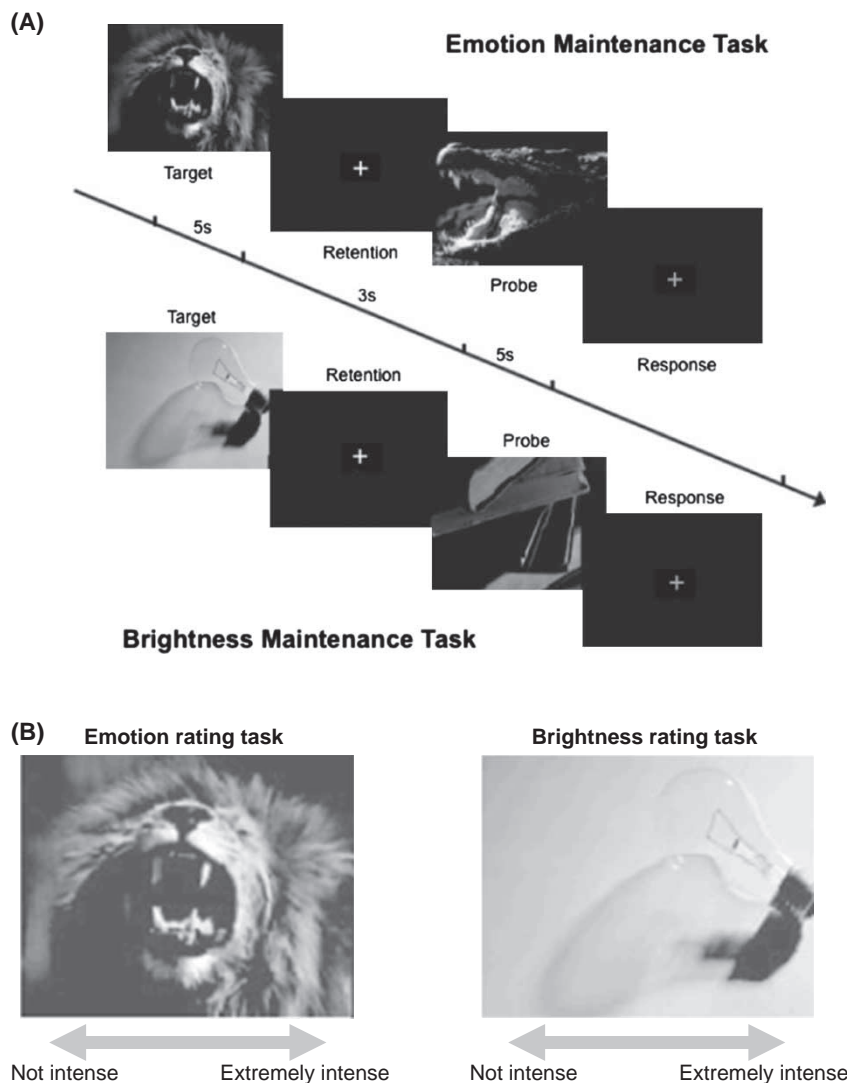 (A)
Emotion Maintenance Task
Target
5s
Retention
3s
Probe
5s
Response
Target
Retention
Probe
Response
Brightness Maintenance Task
(B)
Emotion rating task
Brightness rating task
Not intense
Extremely intense
Not intense
Extremely intense